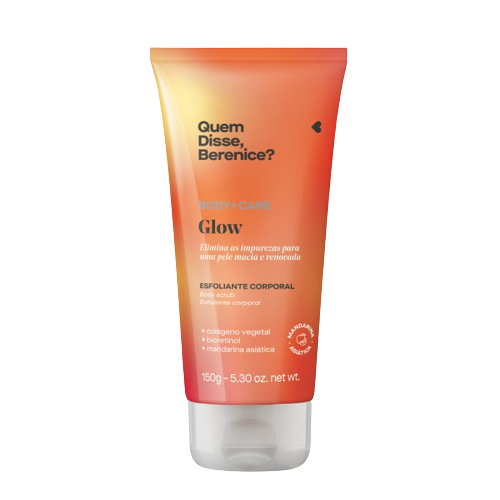 Quem
Disse,
Berenice?
BODY+CARE
Glow
Elimina as impurezas para
uma pele macia e renovada
ESFOLIANTE CORPORAL
Body scrub
Exfoliante corporal
+ colágeno vegetal
+ bioretinol
+ mandarina asiática
MANDARINA
ASIÁTICA
150g - 5.30 oz. net wt.